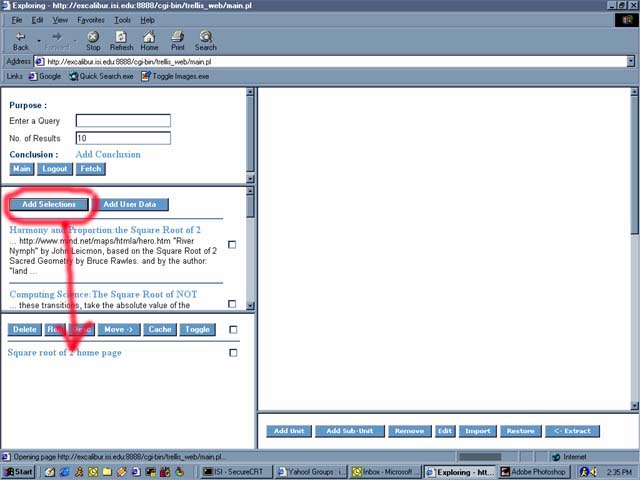 Exploring - http://excalibur.isi.edu:8888/cgi-bin/trellis_web/main.pl
File Edit View Favorites Tools Help
Back Forward Stop Refresh Home Print Search
Address http://excalibur.isi.edu:8888/cgi-bin/trellis_web/main.pl
Links Google Quick Search.exe Toggle Images.exe
Purpose :
Enter a Query
No. of Results 10
Conclusion : Add Conclusion
Main Logout Fetch
Add Selections Add User Data
Harmony and Proportion:the Square Root of 2
... http://www.mind.net/maps/htmla/hero.htm "River
Nymph" by John Leicmon, based on the Square Root of 2
Sacred Geometry by Bruce Rawles. and by the author:
"land ...
Computing Science:The Square Root of NOT
... these transitions, take the absolute value of the
Delete Move -> Cache Toggle
Square root of 2 home page
Add Unit Add Sub-Unit Remove Edit Import Restore <- Extract
Opening page http://excalibur.isi.edu:8888/cgi-bin/trellis_web/main.pl... Internet
Start ISI - SecureCRT Yahoo! Groups : i... Inbox - Microsoft ... Exploring - htt... Adobe Photoshop 2:35 PM